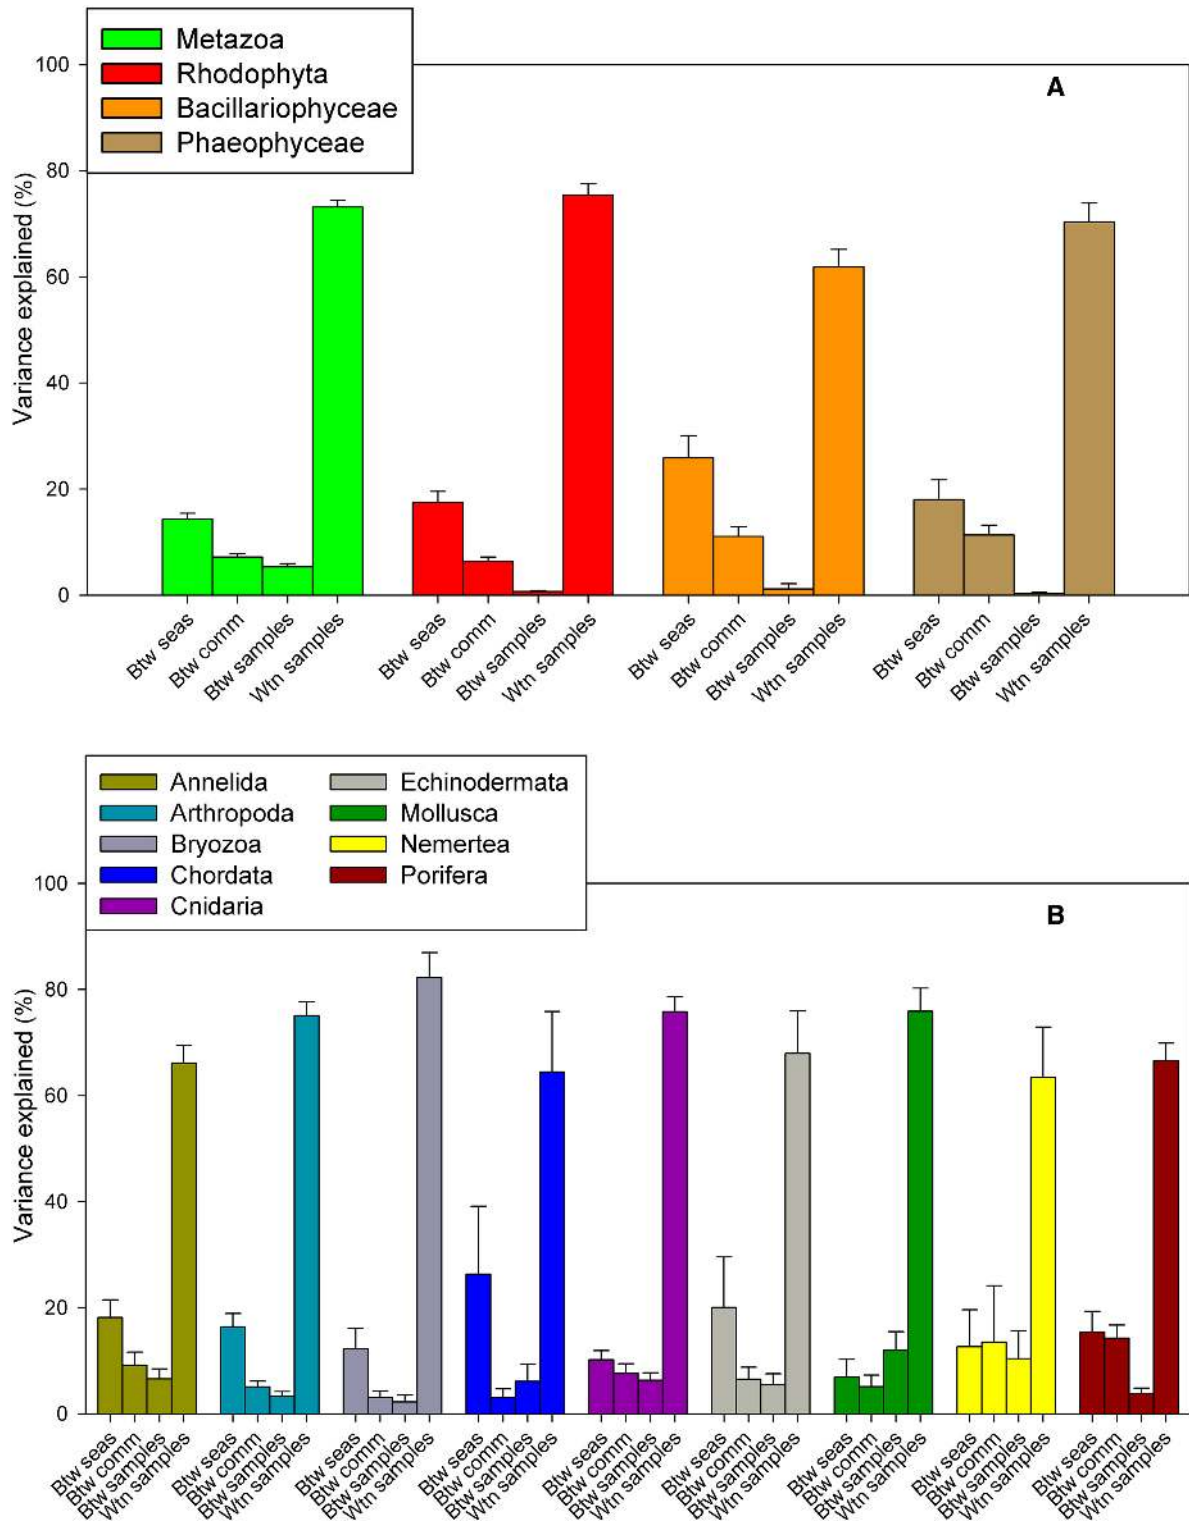 Metazoa
Rhodophyta
Bacillariophyceae
Phaeophyceae
A
Variance explained (%)
100
80
60
40
20
0
Btw seas
Btw comm
Btw samples
Wtn samples
Btw seas
Btw comm
Btw samples
Wtn samples
Btw seas
Btw comm
Btw samples
Wtn samples
Btw seas
Btw comm
Btw samples
Wtn samples
Annelida
Arthropoda
Bryozoa
Chordata
Cnidaria
Echinodermata
Mollusca
Nemertea
Porifera
B
Variance explained (%)
100
80
60
40
20
0
Btw seas
Btw comm
Btw samples
Wtn samples
Btw seas
Btw comm
Btw samples
Wtn samples
Btw seas
Btw comm
Btw samples
Wtn samples
Btw seas
Btw comm
Btw samples
Wtn samples
Btw seas
Btw comm
Btw samples
Wtn samples
Btw seas
Btw comm
Btw samples
Wtn samples
Btw seas
Btw comm
Btw samples
Wtn samples
Btw seas
Btw comm
Btw samples
Wtn samples
Btw seas
Btw comm
Btw samples
Wtn samples